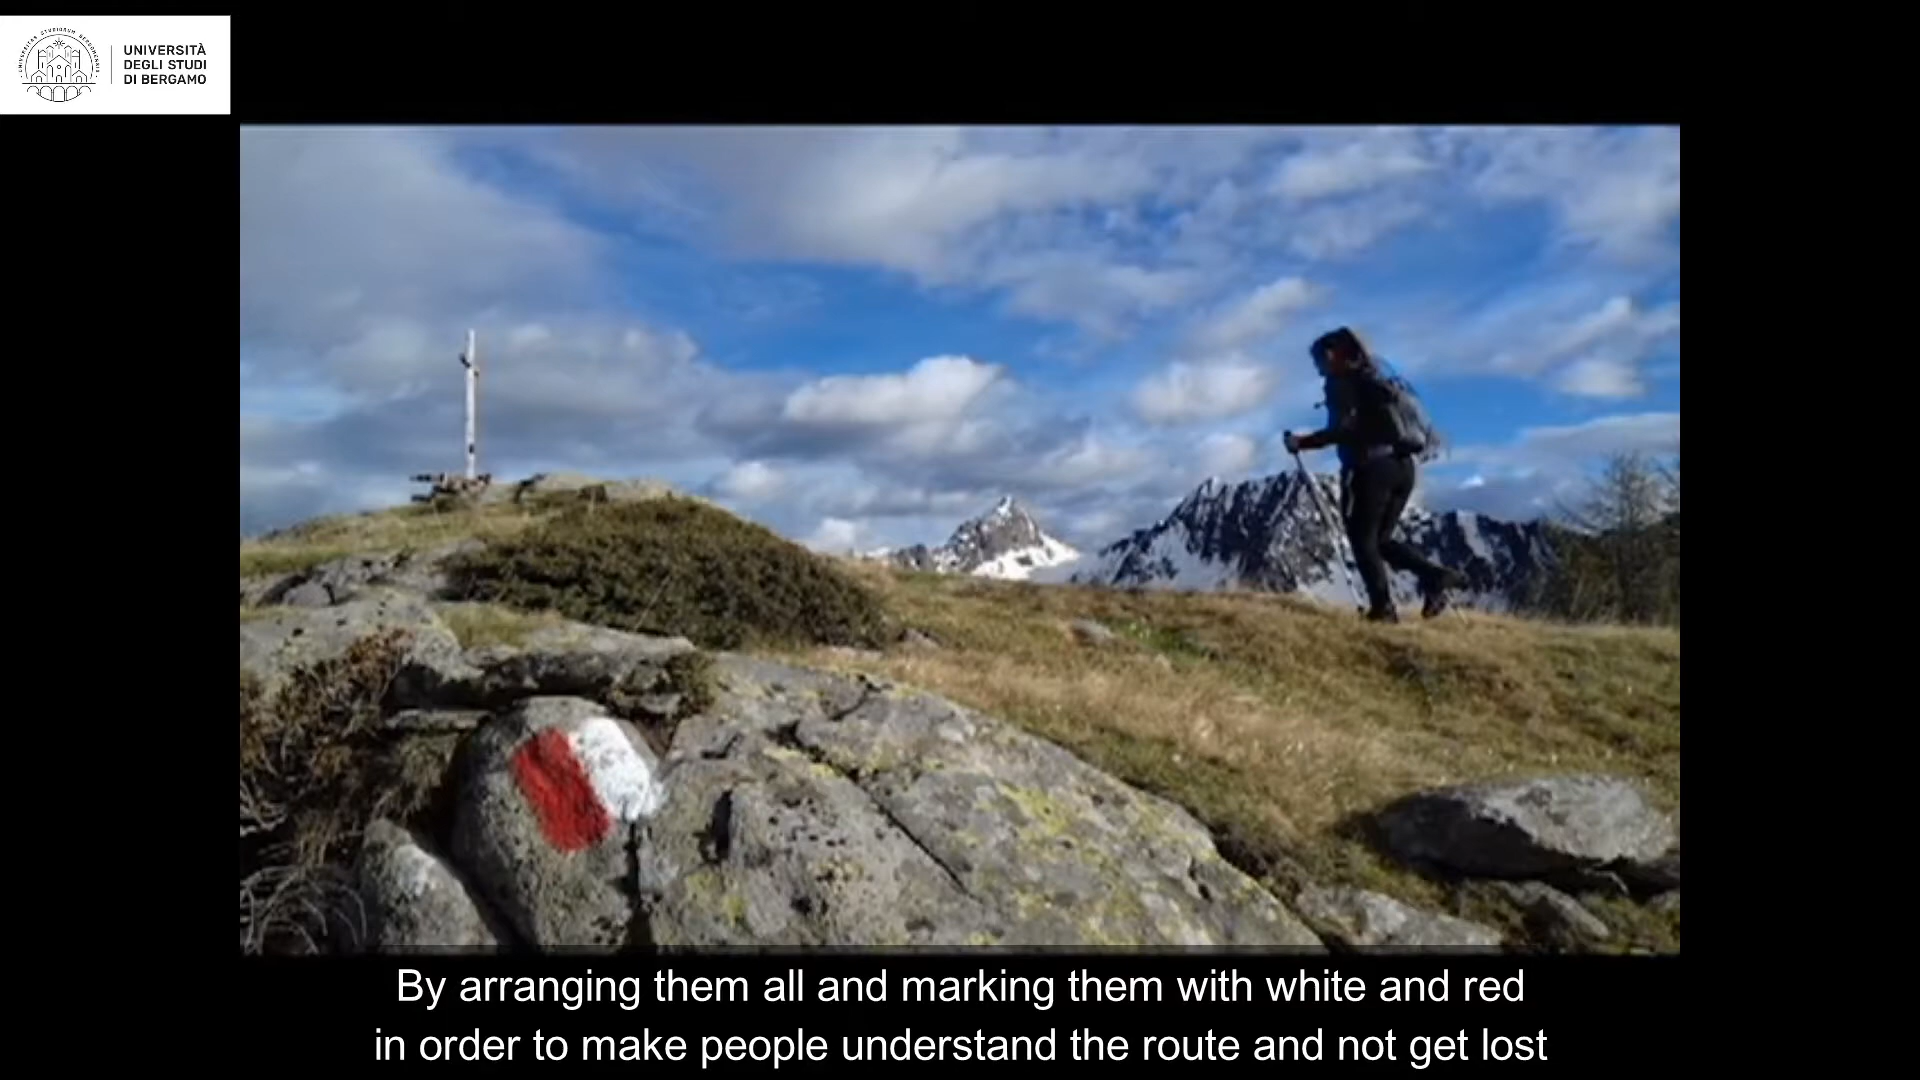 UNIVERSITÀ
DEGLI STUDI
DI BERGAMO
By arranging them all and marking them with white and red
in order to make people understand the route and not get lost